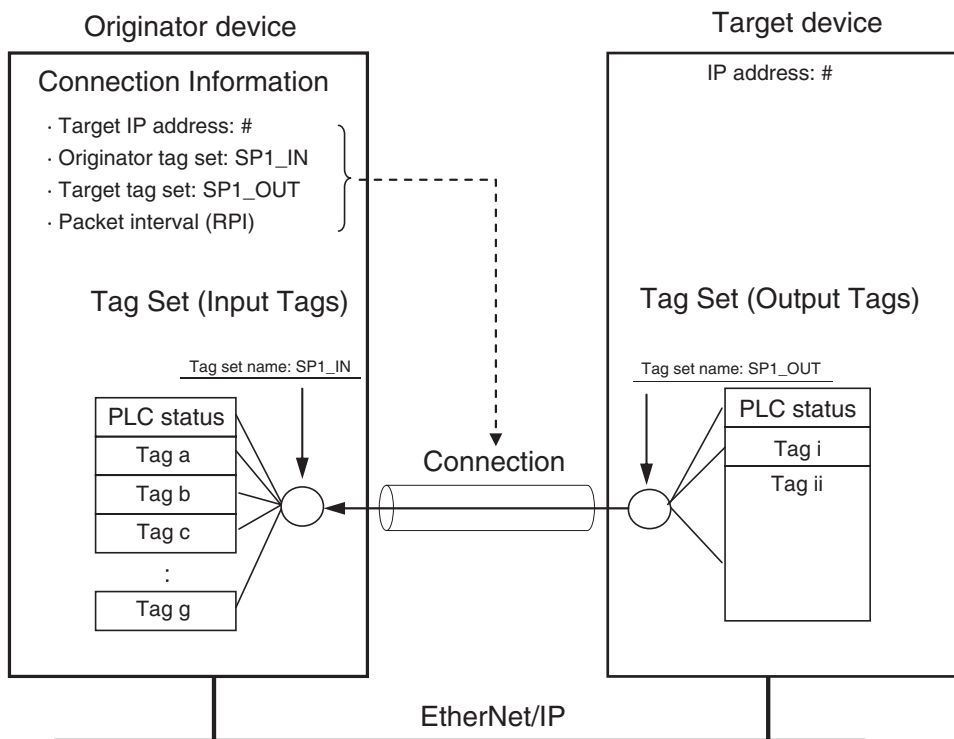 Originator device
Connection Information
· Target IP address: #
· Originator tag set: SP1_IN
· Target tag set: SP1_OUT
· Packet interval (RPI)
Tag Set (Input Tags)
Tag set name: SP1_IN
PLC status
Tag a
Tag b
Tag c
:
Tag g
Connection
Target device
IP address: #
Tag Set (Output Tags)
Tag set name: SP1_OUT
PLC status
Tag i
Tag ii
EtherNet/IP